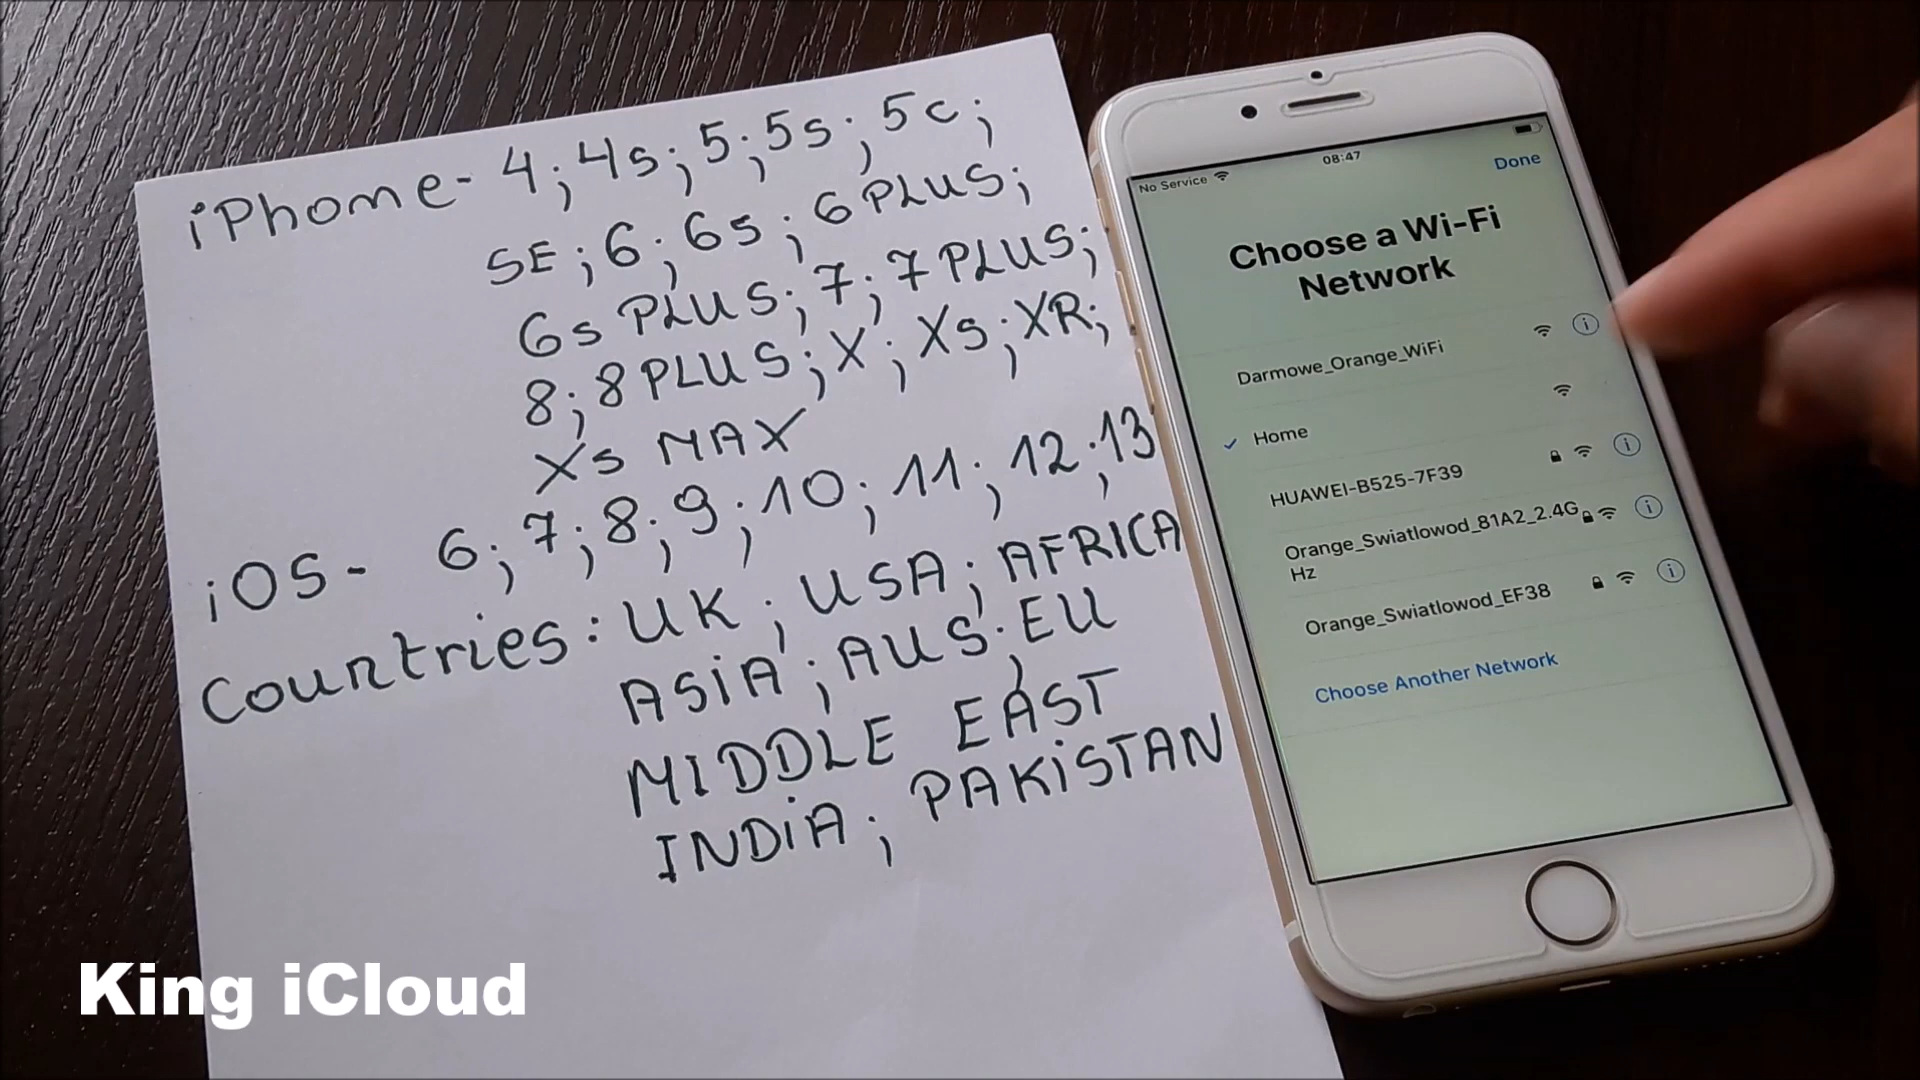 iPhone- 4; 4s; 5; 5s; 5c;
SE; 6; 6s; 6 PLUS;
6s PLUS; 7; 7 PLUS;
8; 8 PLUS; X; Xs; XR;
Xs MAX
iOS- 6; 7; 8; 9; 10; 11; 12; 13
Countries: UK; USA; AFRICA
ASiA; AUS; EU
MIDDLE EAST
INDiA; PAKiSTAN
King iCloud
No Service 08:47
Done
Choose a Wi-Fi
Network
Darmowe_Orange_WiFi
Home
HUAWEI-B525-7F39
Orange_Swiatlowod_81A2_2.4G
Hz
Orange_Swiatlowod_EF38
Choose Another Network